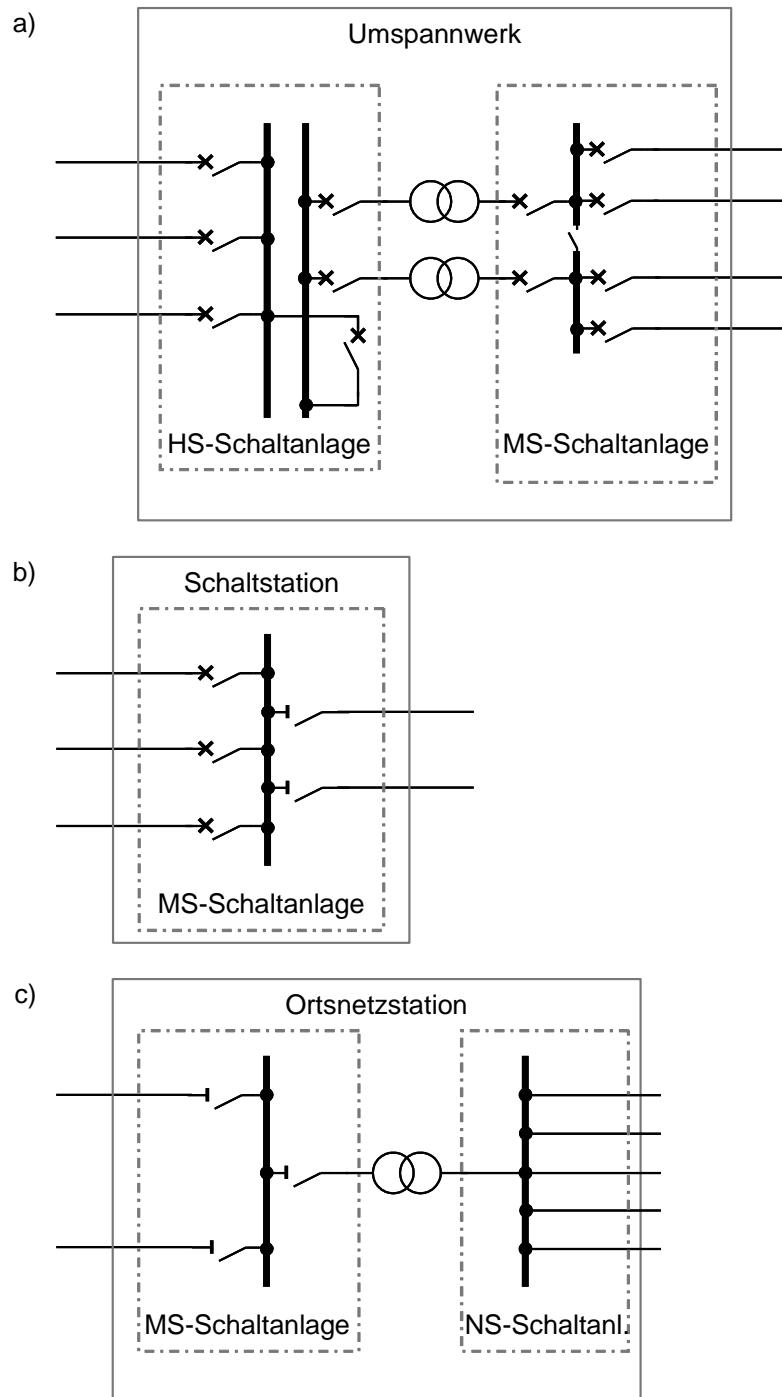 a)
Umspannwerk
HS-Schaltanlage
MS-Schaltanlage
b)
Schaltstation
MS-Schaltanlage
c)
Ortsnetzstation
MS-Schaltanlage
NS-Schaltanl.